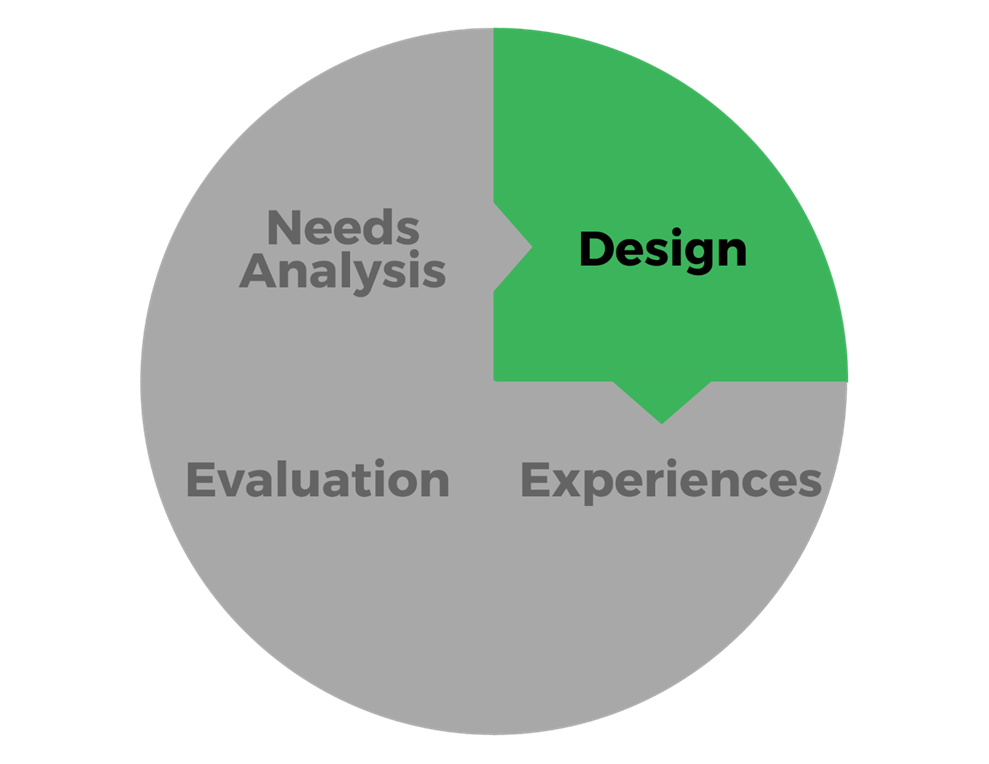 Needs
Analysis
Design
Evaluation
Experiences